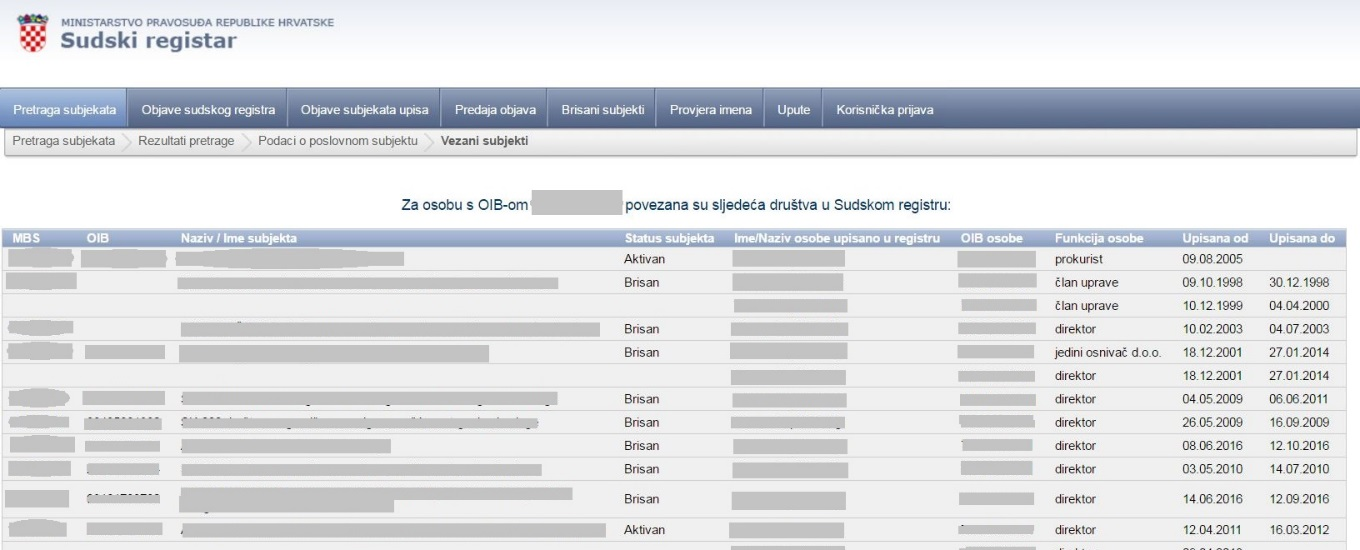 MINISTARSTVO PRAVOSUĐA REPUBLIKE HRVATSKE
Sudski registar
Pretraga subjekata Objave sudskog registra Objave subjekata upisa Predaja objava Brisani subjekti Provjera imena Upute Korisnička prijava
Pretraga subjekata Rezultati pretrage Podaci o poslovnom subjektu Vezani subjekti
Za osobu s OIB-om povezana su sljedeća društva u Sudskom registru:
MBS OIB Naziv / Ime subjekta Status subjekta Ime/Naziv osobe upisano u registru OIB osobe Funkcija osobe Upisana od Upisana do
Aktivan prokurist 09.08.2005
Brisan član uprave 09.10.1998 30.12.1998
član uprave 10.12.1999 04.04.2000
Brisan direktor 10.02.2003 04.07.2003
Brisan jedini osnivač d.o.o. 18.12.2001 27.01.2014
direktor 18.12.2001 27.01.2014
Brisan direktor 04.05.2009 06.06.2011
Brisan direktor 26.05.2009 16.09.2009
Brisan direktor 08.06.2016 12.10.2016
Brisan direktor 03.05.2010 14.07.2010
Brisan direktor 14.06.2016 12.09.2016
Aktivan direktor 12.04.2011 16.03.2012